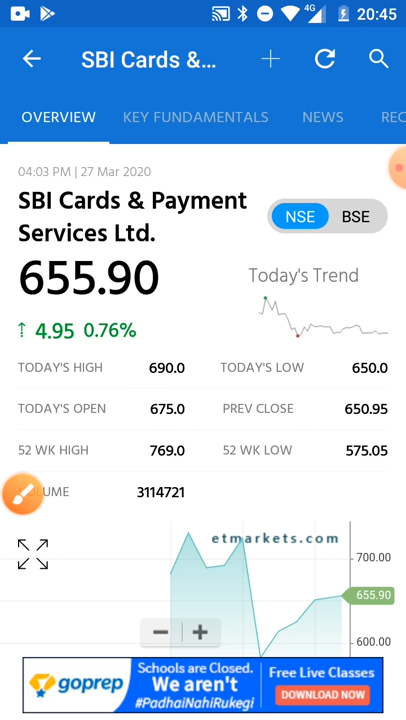 4G 20:45
SBI Cards &...
OVERVIEW KEY FUNDAMENTALS NEWS REC
04:03 PM | 27 Mar 2020
SBI Cards & Payment
Services Ltd.
NSE BSE
655.90
Today's Trend
4.95 0.76%
TODAY'S HIGH 690.0 TODAY'S LOW 650.0
TODAY'S OPEN 675.0 PREV CLOSE 650.95
52 WK HIGH 769.0 52 WK LOW 575.05
LUME 3114721
etmarkets.com
700.00
655.90
600.00
goprep
Schools are Closed.
We aren't
#PadhaiNahiRukegi
Free Live Classes
DOWNLOAD NOW